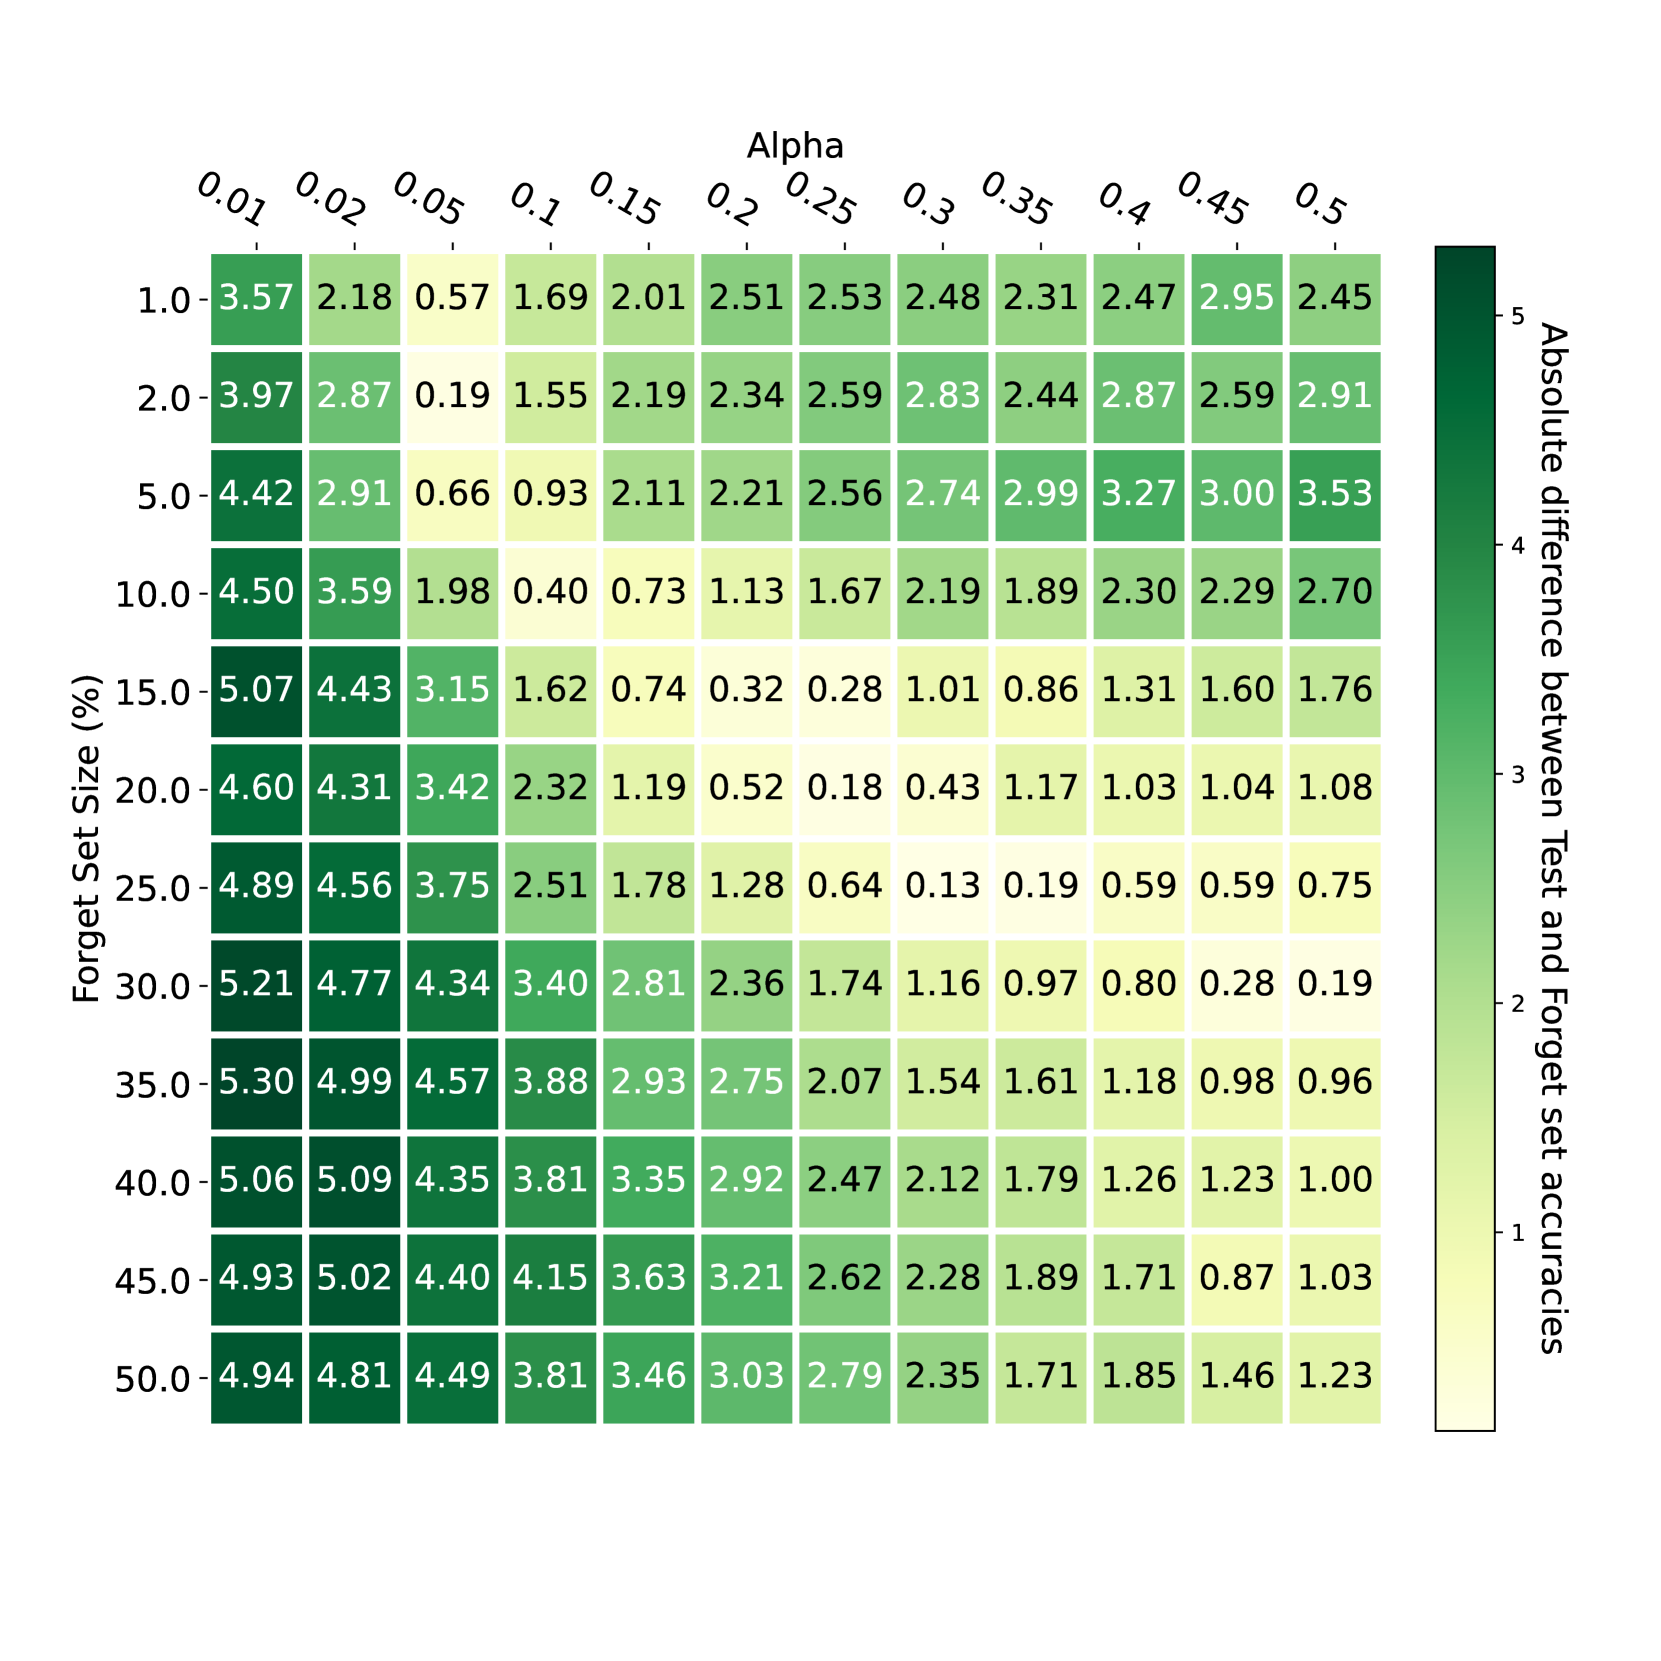 Alpha
0.01 0.02 0.05 0.1 0.15 0.2 0.25 0.3 0.35 0.4 0.45 0.5
1.0 3.57 2.18 0.57 1.69 2.01 2.51 2.53 2.48 2.31 2.47 2.95 2.45
2.0 3.97 2.87 0.19 1.55 2.19 2.34 2.59 2.83 2.44 2.87 2.59 2.91
5.0 4.42 2.91 0.66 0.93 2.11 2.21 2.56 2.74 2.99 3.27 3.00 3.53
10.0 4.50 3.59 1.98 0.40 0.73 1.13 1.67 2.19 1.89 2.30 2.29 2.70
15.0 5.07 4.43 3.15 1.62 0.74 0.32 0.28 1.01 0.86 1.31 1.60 1.76
20.0 4.60 4.31 3.42 2.32 1.19 0.52 0.18 0.43 1.17 1.03 1.04 1.08
25.0 4.89 4.56 3.75 2.51 1.78 1.28 0.64 0.13 0.19 0.59 0.59 0.75
30.0 5.21 4.77 4.34 3.40 2.81 2.36 1.74 1.16 0.97 0.80 0.28 0.19
35.0 5.30 4.99 4.57 3.88 2.93 2.75 2.07 1.54 1.61 1.18 0.98 0.96
40.0 5.06 5.09 4.35 3.81 3.35 2.92 2.47 2.12 1.79 1.26 1.23 1.00
45.0 4.93 5.02 4.40 4.15 3.63 3.21 2.62 2.28 1.89 1.71 0.87 1.03
50.0 4.94 4.81 4.49 3.81 3.46 3.03 2.79 2.35 1.71 1.85 1.46 1.23
Forget Set Size (%)
5
4
3
2
1
Absolute difference between Test and Forget set accuracies